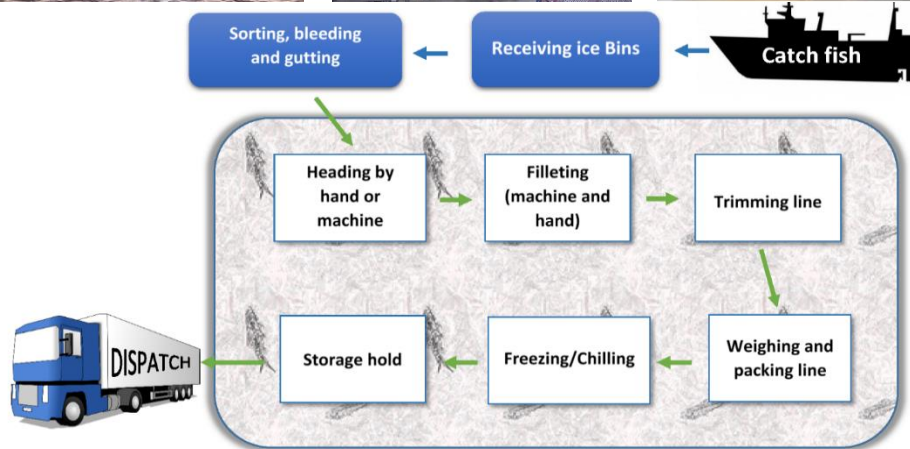 Sorting, bleeding
and gutting
Receiving ice Bins
Catch fish
Heading by
hand or
machine
Filleting
(machine and
hand)
Trimming line
DISPATCH
Storage hold
Freezing/Chilling
Weighing and
packing line